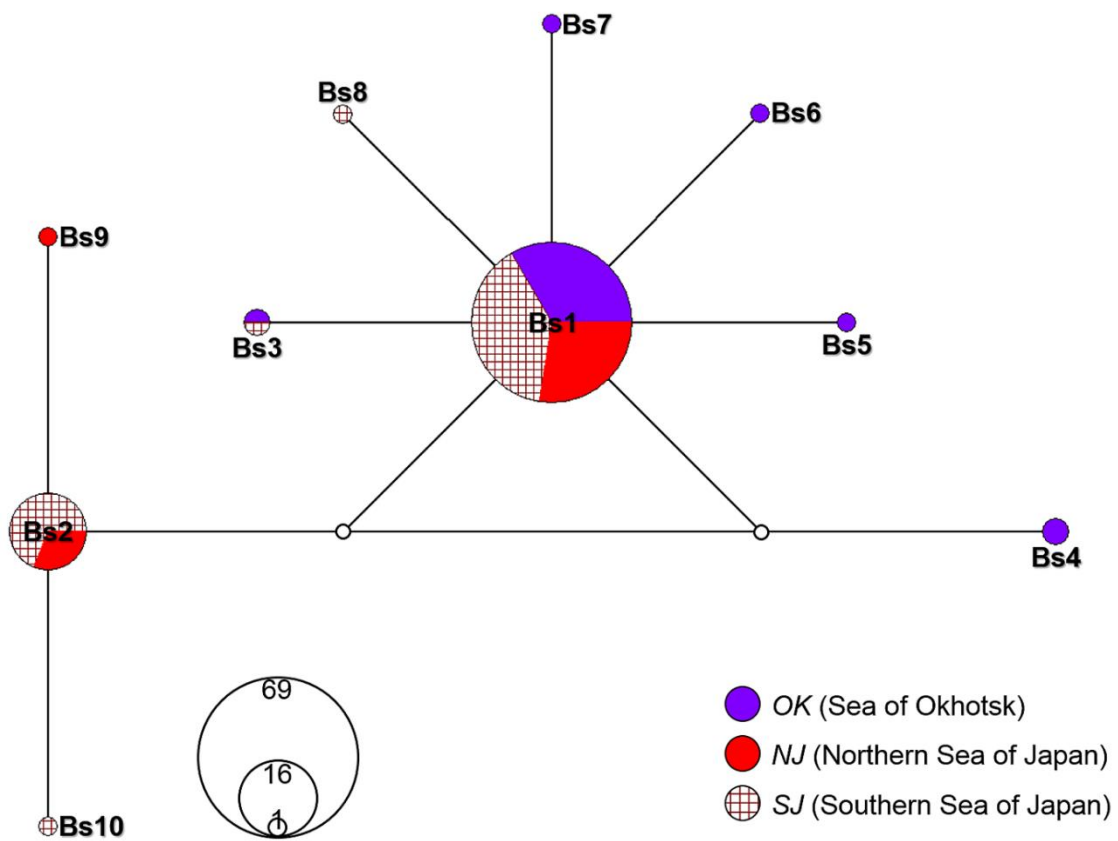 Bs7
Bs8
Bs6
Bs9
Bs1
Bs3
Bs5
Bs2
Bs4
69
16
1
OK (Sea of Okhotsk)
NJ (Northern Sea of Japan)
SJ (Southern Sea of Japan)
Bs10